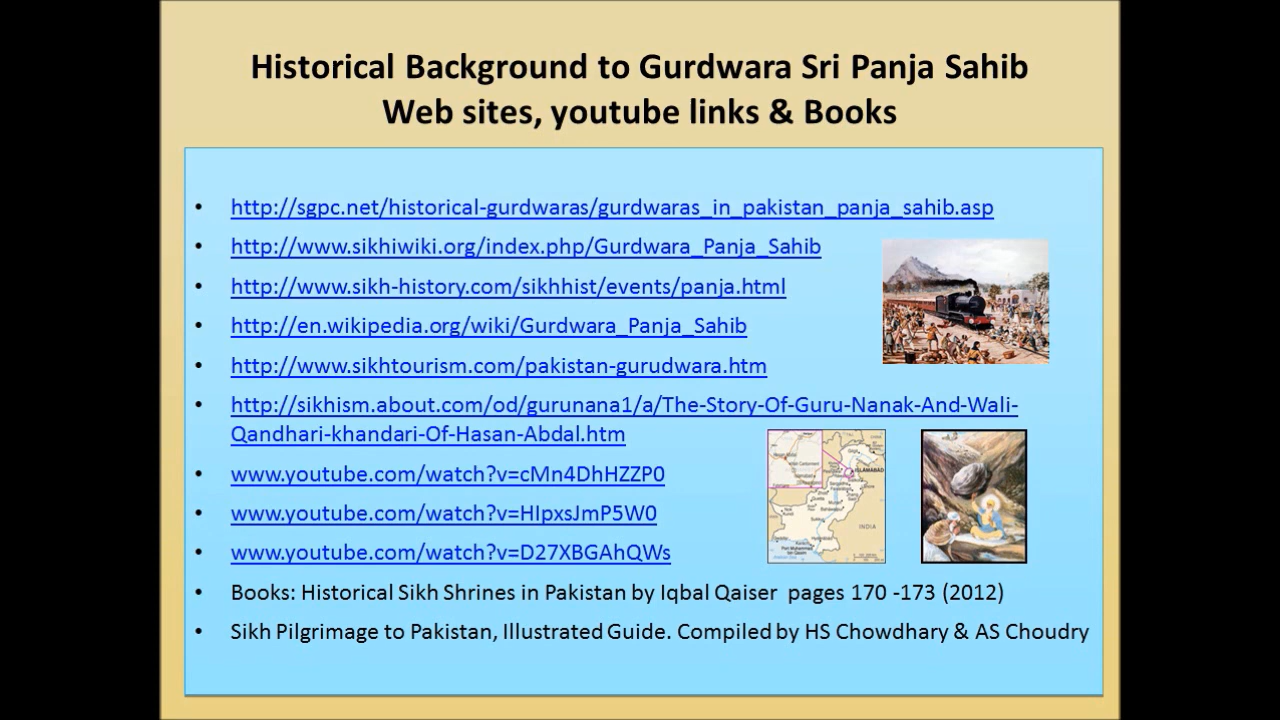 Historical Background to Gurdwara Sri Panja Sahib
Web sites, youtube links & Books
• http://sgpc.net/historical-gurdwaras/gurdwaras_in_pakistan_panja_sahib.asp
• http://www.sikhiwiki.org/index.php/Gurdwara_Panja_Sahib
• http://www.sikh-history.com/sikhhist/events/panja.html
• http://en.wikipedia.org/wiki/Gurdwara_Panja_Sahib
• http://www.sikhtourism.com/pakistan-gurudwara.htm
• http://sikhism.about.com/od/gurunana1/a/The-Story-Of-Guru-Nanak-And-Wali-
Qandhari-khandari-Of-Hasan-Abdal.htm
• www.youtube.com/watch?v=cMn4DhHZZP0
• www.youtube.com/watch?v=HIpxsJmP5W0
• www.youtube.com/watch?v=D27XBGAhQWs
• Books: Historical Sikh Shrines in Pakistan by Iqbal Qaiser pages 170 -173 (2012)
• Sikh Pilgrimage to Pakistan, Illustrated Guide. Compiled by HS Chowdhary & AS Choudry
ISLAMABAD
INDIA